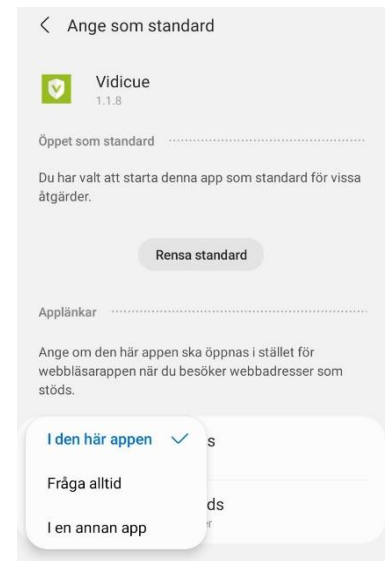 Ange som standard
Vidicue
1.1.8
Öppet som standard
Du har valt att starta denna app som standard för vissa
åtgärder.
Rensa standard
Applänkar
Ange om den här appen ska öppnas i stället för
webbläsarappen när du besöker webbadresser som
stöds.
I den här appen
Fråga alltid
I en annan app